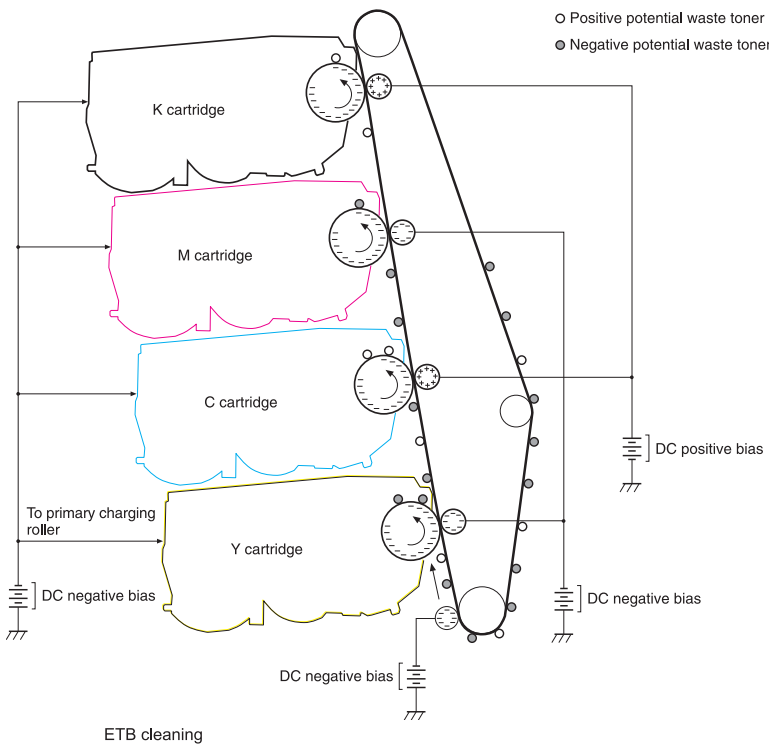 Positive potential waste toner
Negative potential waste toner
K cartridge
M cartridge
C cartridge
DC positive bias
To primary charging
roller
Y cartridge
DC negative bias
DC negative bias
DC negative bias
ETB cleaning